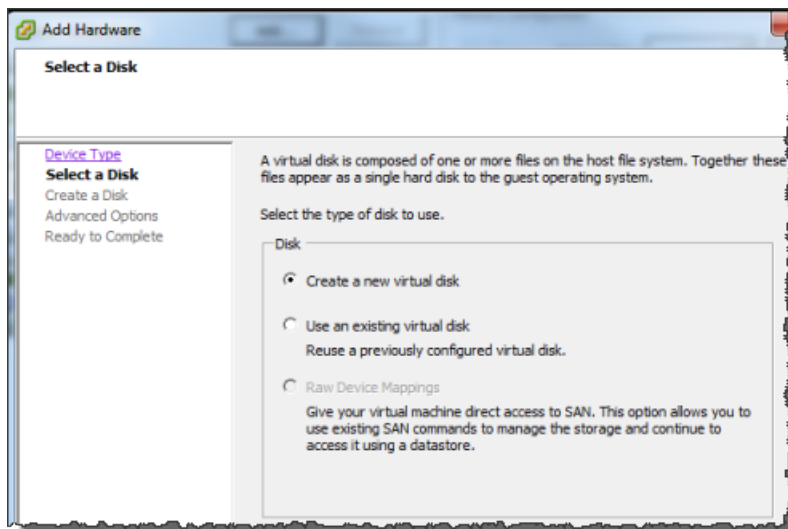 Add Hardware
Select a Disk
Device Type
Select a Disk
Create a Disk
Advanced Options
Ready to Complete
A virtual disk is composed of one or more files on the host file system. Together these
files appear as a single hard disk to the guest operating system.
Select the type of disk to use.
Disk
Create a new virtual disk
Use an existing virtual disk
Reuse a previously configured virtual disk.
Raw Device Mappings
Give your virtual machine direct access to SAN. This option allows you to
use existing SAN commands to manage the storage and continue to
access it using a datastore.